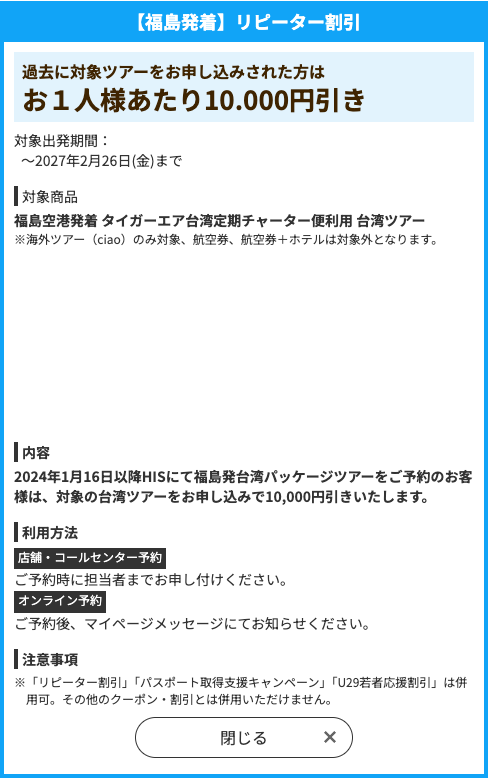 【福島発着】リピーター割引
過去に対象ツアーをお申し込みされた方は
お１人様あたり10.000円引き
対象出発期間：
～2027年2月26日(金)まで
対象商品
福島空港発着 タイガーエア台湾定期チャーター便利用 台湾ツアー
※海外ツアー（ciao）のみ対象、航空券、航空券＋ホテルは対象外となります。
内容
2024年1月16日以降HISにて福島発台湾パッケージツアーをご予約のお客
様は、対象の台湾ツアーをお申し込みで10,000円引きいたします。
利用方法
店舗・コールセンター予約
ご予約時に担当者までお申し付けください。
オンライン予約
ご予約後、マイページメッセージにてお知らせください。
注意事項
※「リピーター割引」「パスポート取得支援キャンペーン」「U29若者応援割引」は併
用可。その他のクーポン・割引とは併用いただけません。
閉じる ×